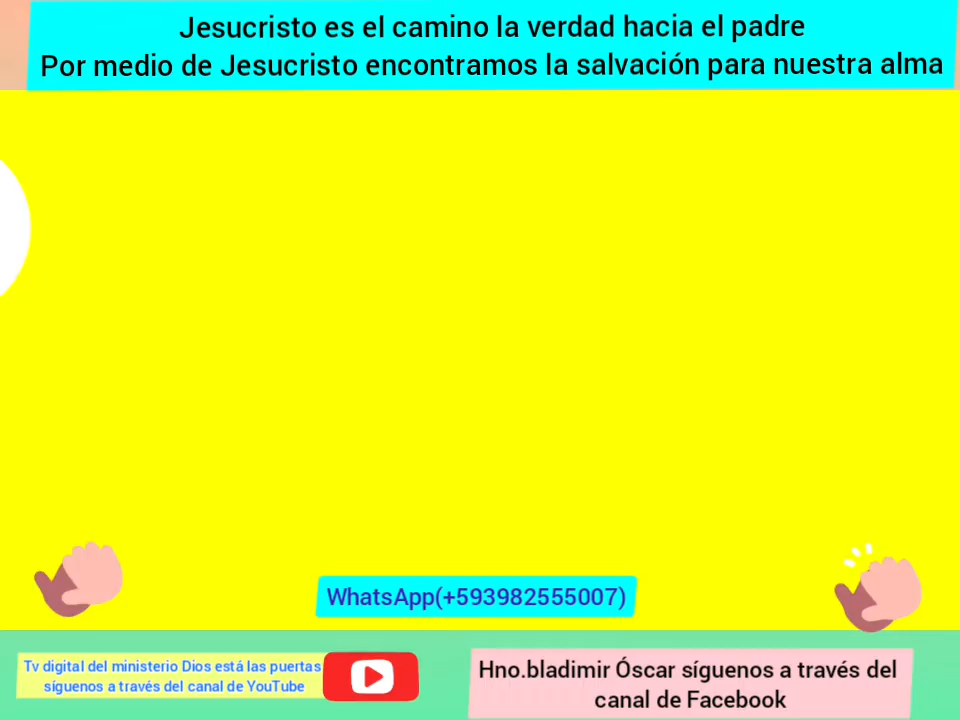 Jesucristo es el camino la verdad hacia el padre
Por medio de Jesucristo encontramos la salvación para nuestra alma
WhatsApp(+593982555007)
Tv digital del ministerio Dios está las puertas
síguenos a través del canal de YouTube
Hno.bladimir Óscar síguenos a través del
canal de Facebook